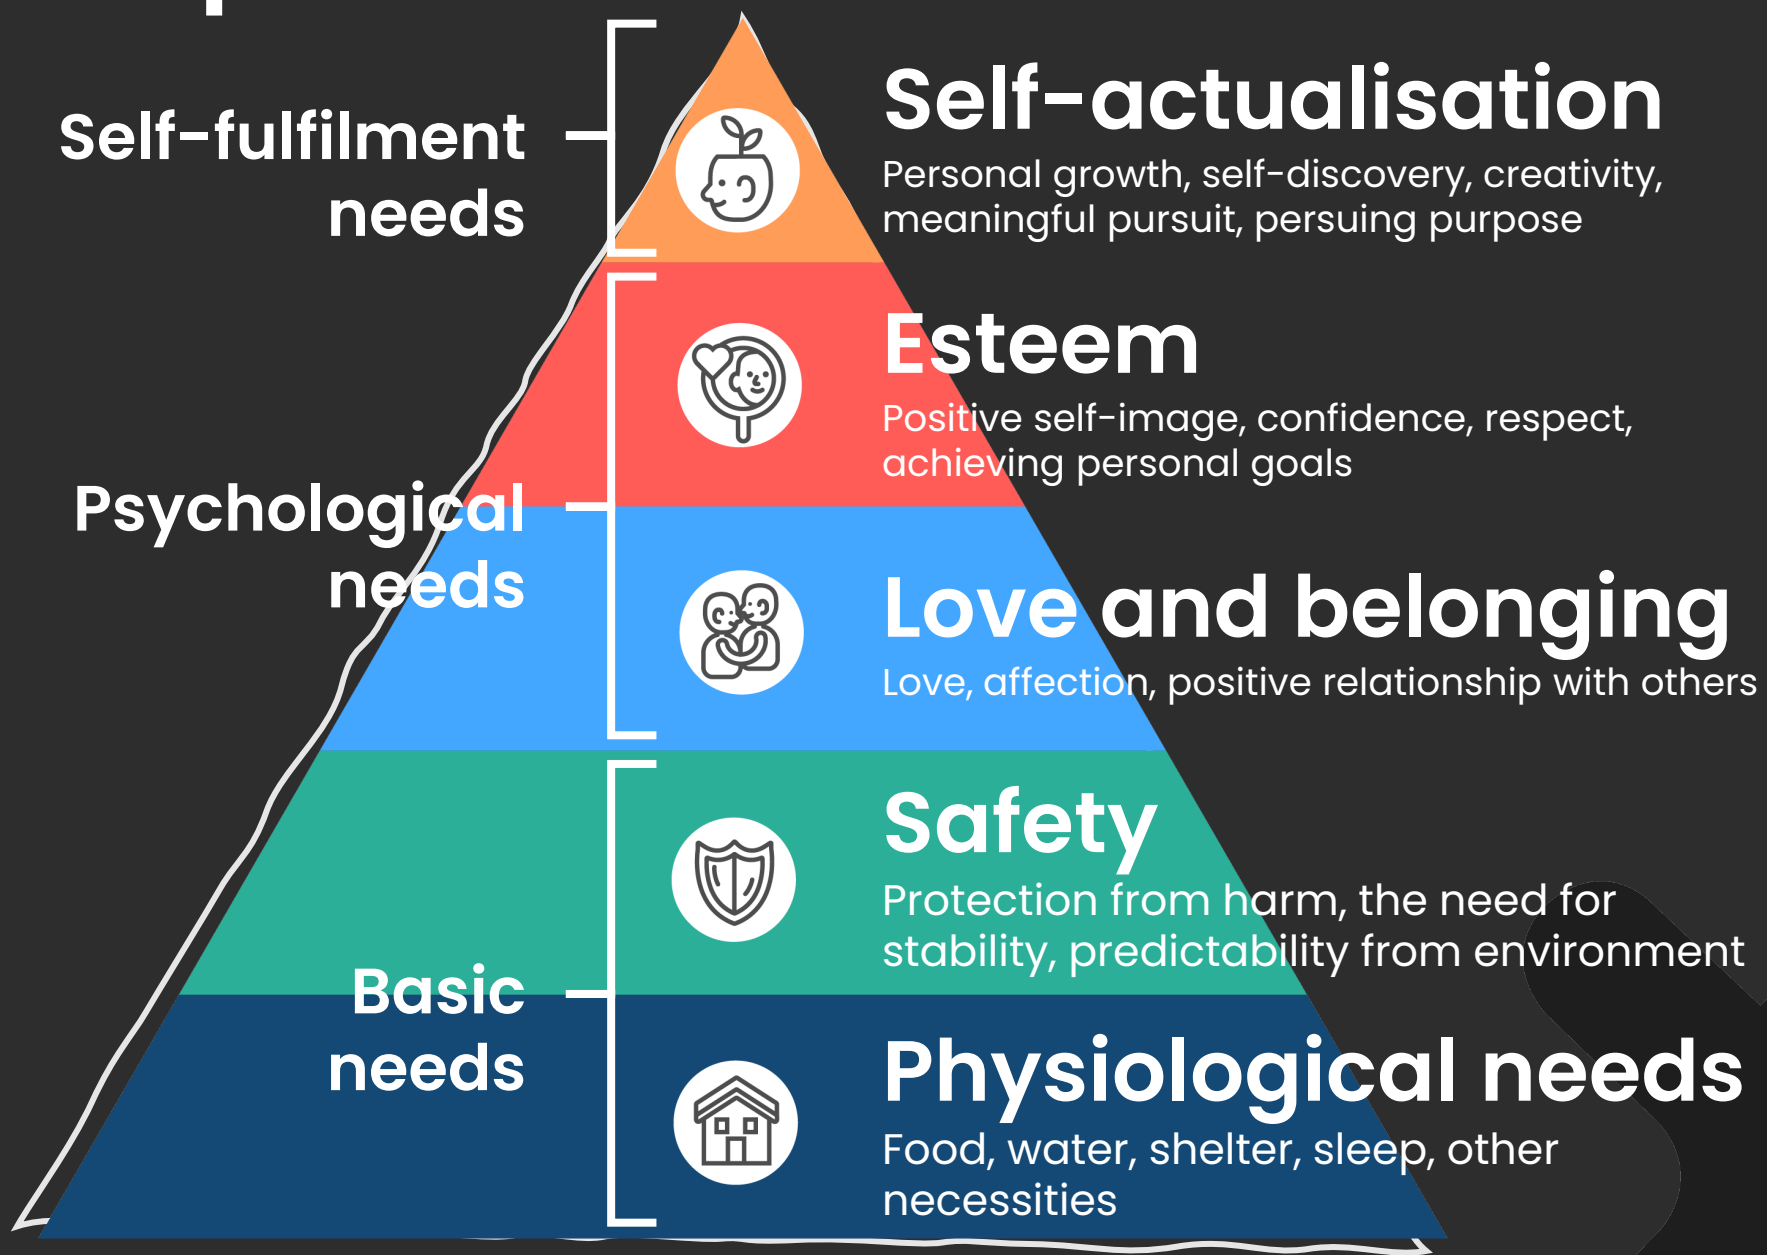 Self-fulfilment
needs
Self-actualisation
Personal growth, self-discovery, creativity,
meaningful pursuit, persuing purpose
Esteem
Positive self-image, confidence, respect,
achieving personal goals
Psychological
needs
Love and belonging
Love, affection, positive relationship with others
Safety
Protection from harm, the need for
stability, predictability from environment
Basic
needs
Physiological needs
Food, water, shelter, sleep, other
necessities